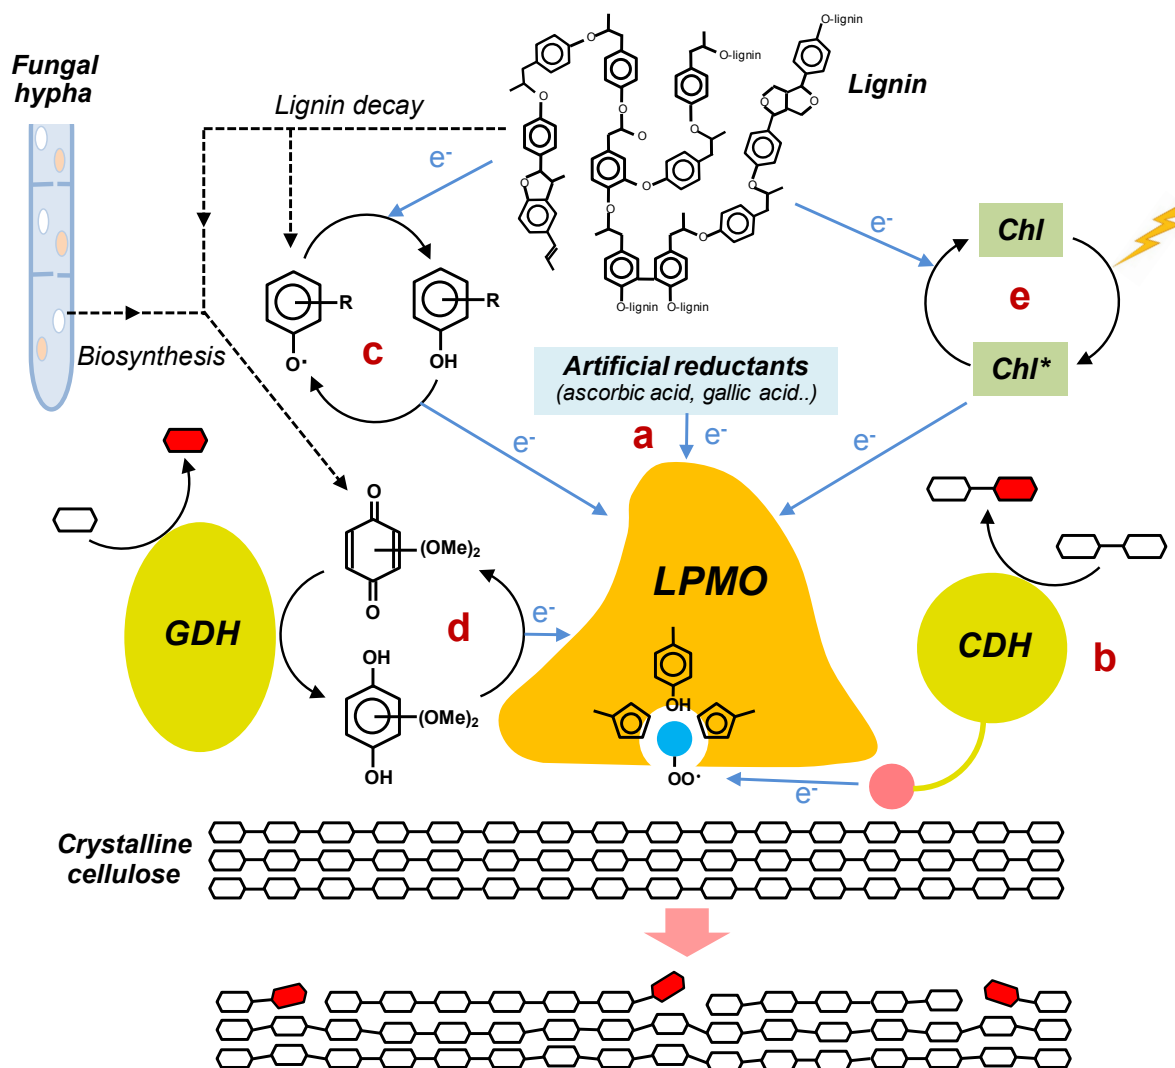 O-lignin
Fungal
hypha
Lignin decay
O
O
O-lignin
Lignin
O
O
O
O
O
e-
O
O
O
O
O
e-
O
O
O
Chl
R
R
O-lignin
O-lignin
e
Biosynthesis
O·
c
OH
Artificial reductants
(ascorbic acid, gallic acid..)
Chl*
a
e-
e-
e-
O
(OMe)2
O
LPMO
GDH
d
e-
CDH
b
OH
(OMe)2
OH
OH
OO·
e-
Crystalline
cellulose